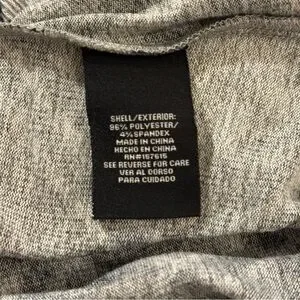 SHELL/EXTERIOR:
96% POLYESTER/
4% SPANDEX
MADE IN CHINA
HECHO EN CHINA
RN#157615
SEE REVERSE FOR CARE
VER AL DORSO
PARA CUIDADO